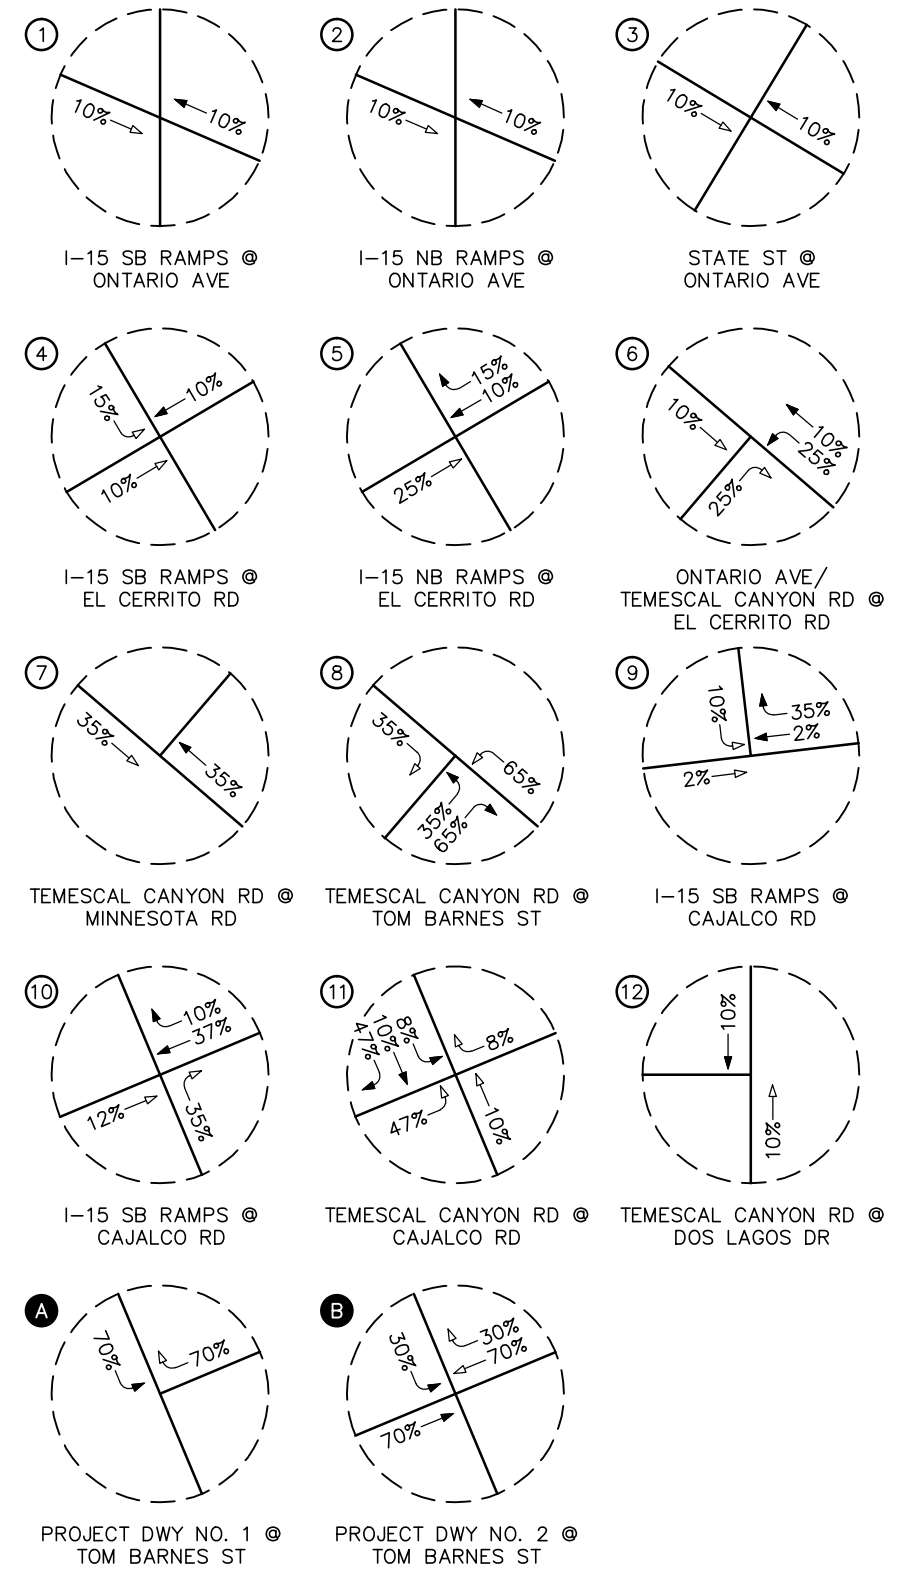 1
10%
10%
I-15 SB RAMPS @
ONTARIO AVE
2
10%
10%
I-15 NB RAMPS @
ONTARIO AVE
3
10%
10%
STATE ST @
ONTARIO AVE
4
15%
10%
10%
I-15 SB RAMPS @
EL CERRITO RD
5
15%
10%
25%
I-15 NB RAMPS @
EL CERRITO RD
6
10%
10%
25%
25%
ONTARIO AVE/
TEMESCAL CANYON RD @
EL CERRITO RD
7
35%
35%
TEMESCAL CANYON RD @
MINNESOTA RD
8
35%
65%
35%
65%
TEMESCAL CANYON RD @
TOM BARNES ST
9
10%
35%
2%
2%
I-15 SB RAMPS @
CAJALCO RD
10
10%
37%
12%
35%
I-15 SB RAMPS @
CAJALCO RD
11
47%
10%
8%
8%
47%
10%
TEMESCAL CANYON RD @
CAJALCO RD
12
10%
10%
TEMESCAL CANYON RD @
DOS LAGOS DR
A
70%
70%
PROJECT DWY NO. 1 @
TOM BARNES ST
B
30%
30%
70%
70%
PROJECT DWY NO. 2 @
TOM BARNES ST